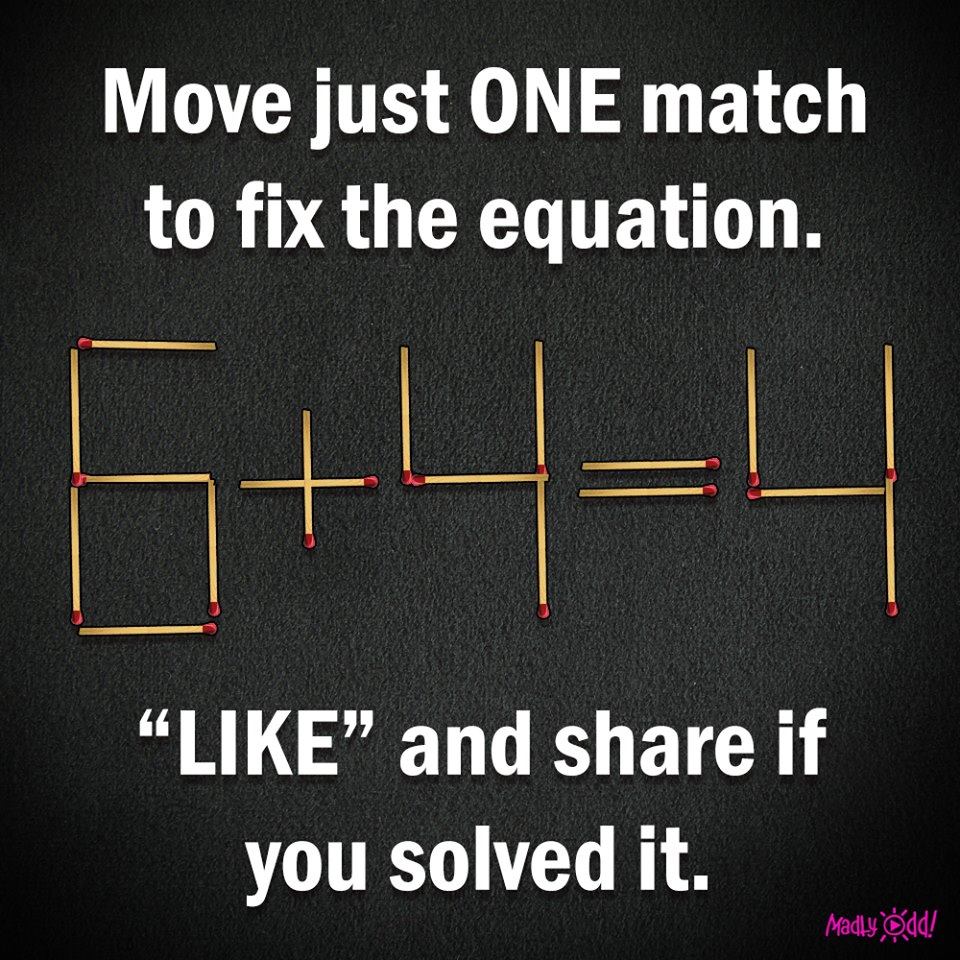 Move just ONE match
to fix the equation.
6+4=4
“LIKE” and share if
you solved it.
Madly Odd!